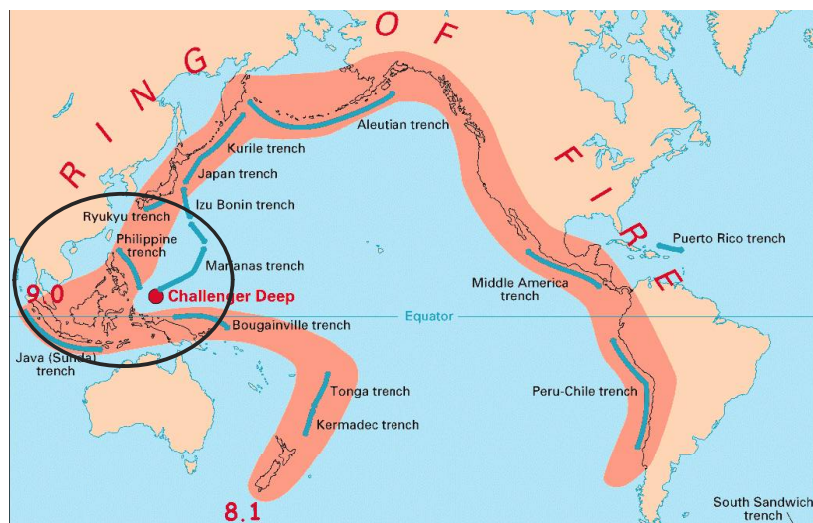 RING OF FIRE
Aleutian trench
Kurile trench
Japan trench
Izu Bonin trench
Ryukyu trench
Philippine
trench
Marianas trench
Puerto Rico trench
9.0
Challenger Deep
Middle America
trench
Equator
Bougainville trench
Java (Sunda)
trench
Tonga trench
Peru-Chile trench
Kermadec trench
South Sandwich
trench
8.1